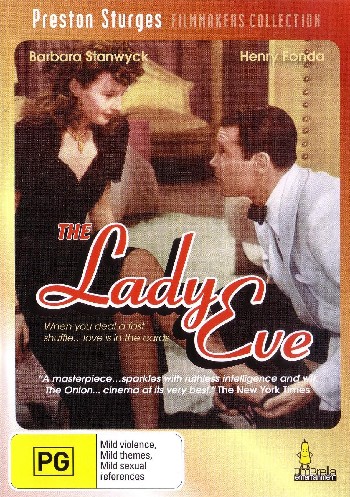 Preston Sturges FILMMAKERS COLLECTION
Barbara Stanwyck Henry Fonda
THE
Lady Eve
When you deal a fast
shuffle... love is in the cards.
"A masterpiece...sparkles with ruthless intelligence and wit.
The Onion... cinema at its very best." The New York Times
PG
Mild violence,
Mild themes,
Mild sexual
references
umbrella
entertainment